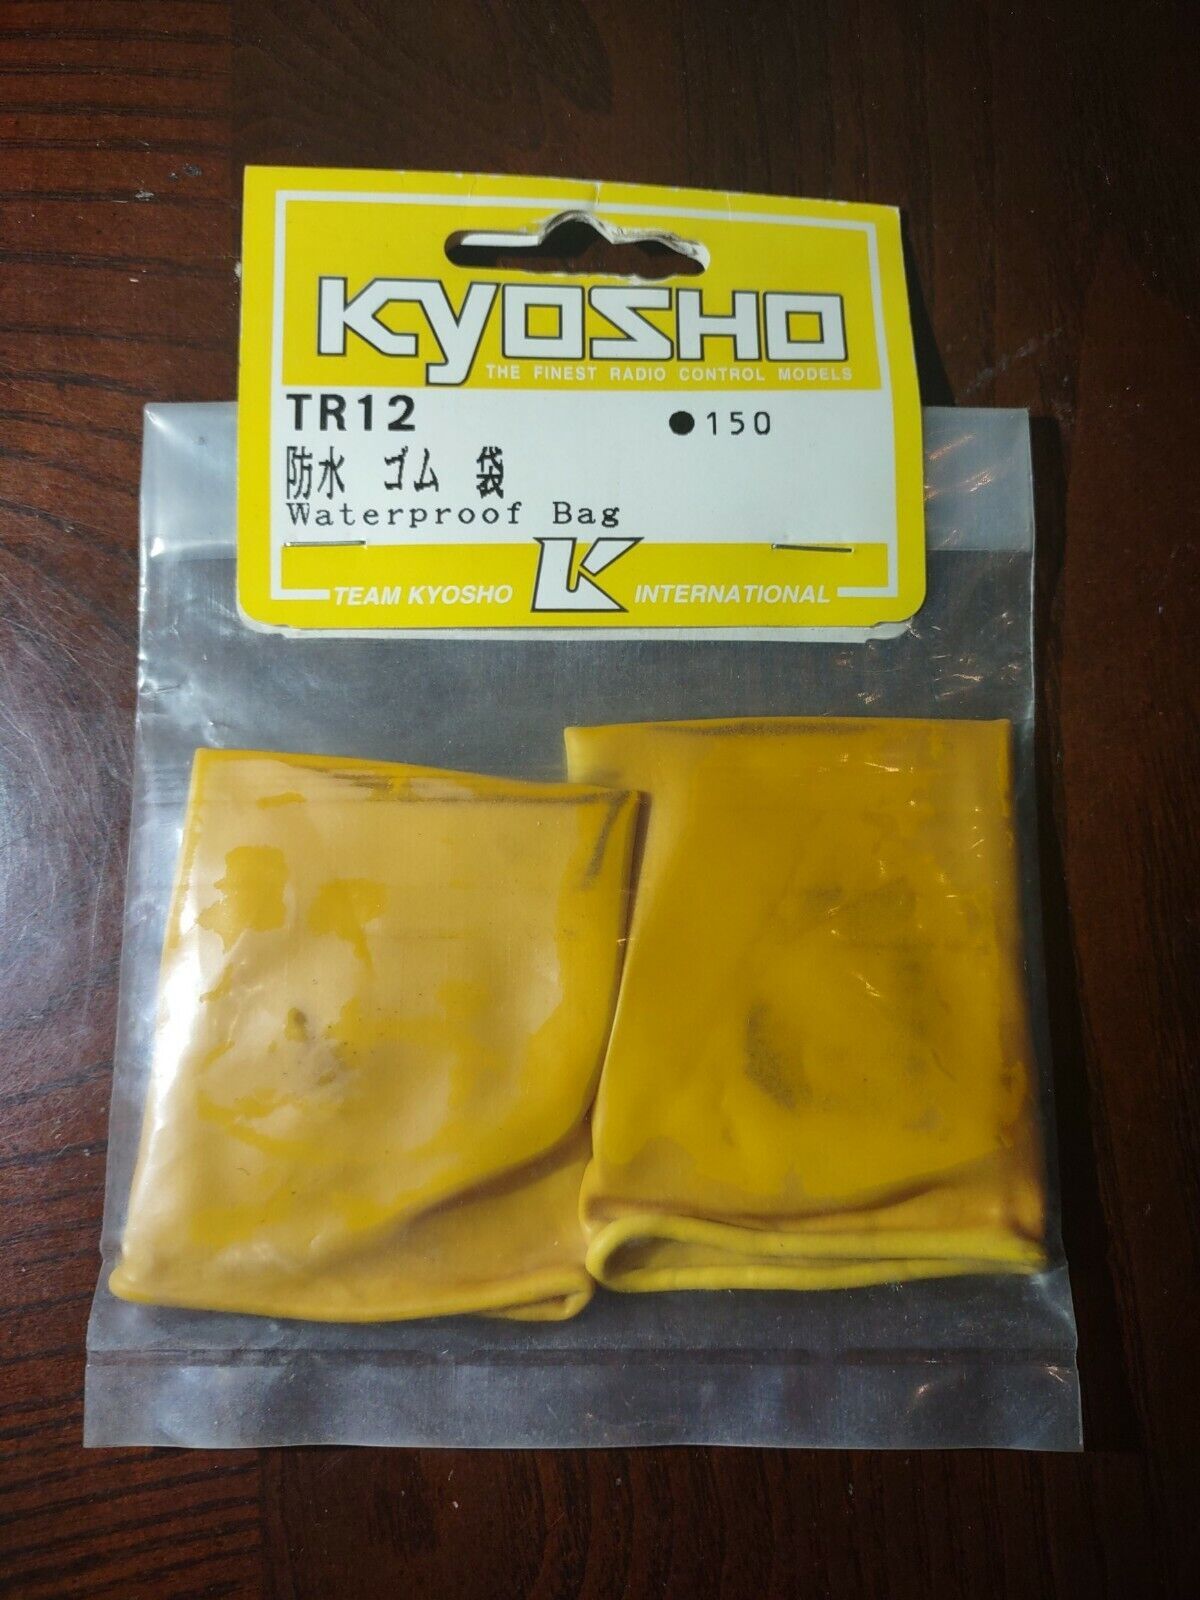 KYOSHO
THE FINEST RADIO CONTROL MODELS
TR12 ●150
防水 ゴム 袋
Waterproof Bag
TEAM KYOSHO K INTERNATIONAL